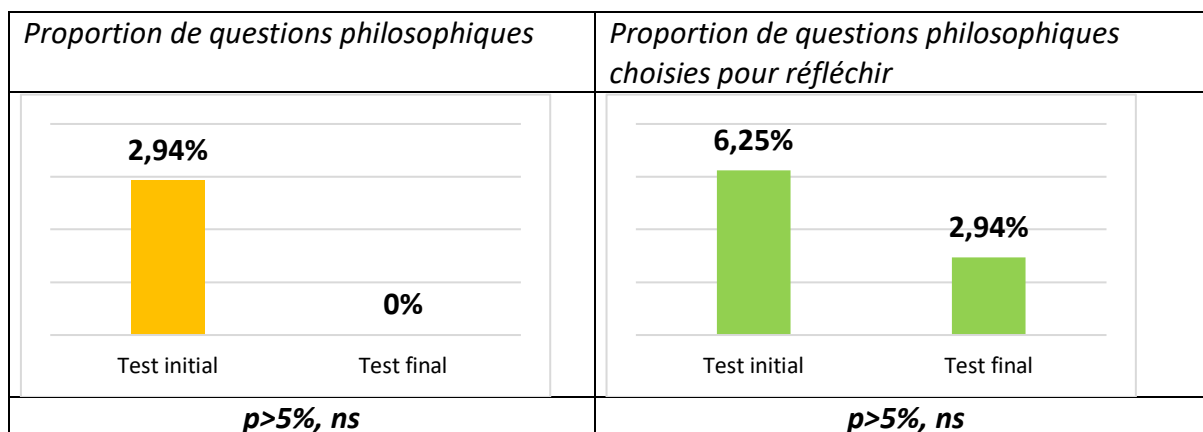 Proportion de questions philosophiques
Proportion de questions philosophiques
choisies pour réfléchir
2,94%
0%
Test initial
Test final
6,25%
2,94%
Test initial
Test final
p>5%, ns
p>5%, ns